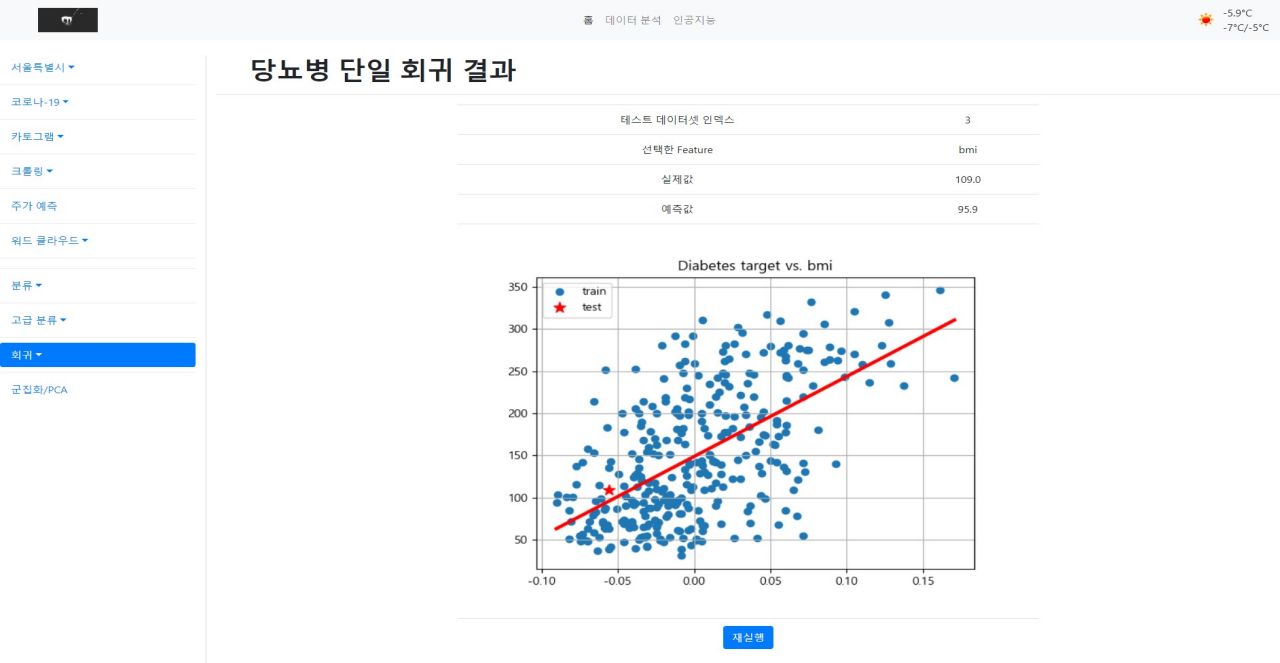 홈 데이터 분석 인공지능
-5.9°C
-7°C/-5°C
서울특별시
코로나-19
카토그램
크롤링
주가 예측
워드 클라우드
분류
고급 분류
회귀
군집화/PCA
당뇨병 단일 회귀 결과
테스트 데이터셋 인덱스 3
선택한 Feature bmi
실제값 109.0
예측값 95.9
Diabetes target vs. bmi
train
test
350
300
250
200
150
100
50
-0.10 -0.05 0.00 0.05 0.10 0.15
재실행